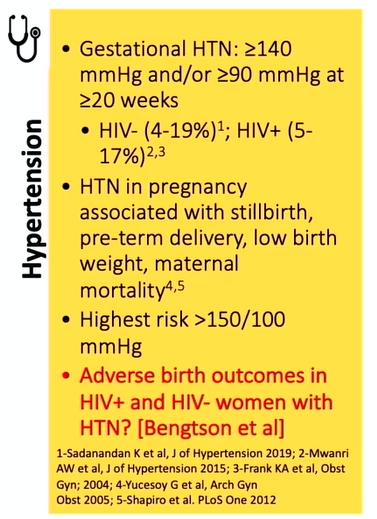 Hypertension
• Gestational HTN: ≥140
mmHg and/or ≥90 mmHg at
≥20 weeks
• HIV- (4-19%)¹; HIV+ (5-
17%)²,³
• HTN in pregnancy
associated with stillbirth,
pre-term delivery, low birth
weight, maternal
mortality⁴,⁵
• Highest risk >150/100
mmHg
• Adverse birth outcomes in
HIV+ and HIV- women with
HTN? [Bengtson et al]
1-Sadanandan K et al, J of Hypertension 2019; 2-Mwanri
AW et al, J of Hypertension 2015; 3-Frank KA et al, Obst
Gyn; 2004; 4-Yucesoy G et al, Arch Gyn
Obst 2005; 5-Shapiro et al. PLoS One 2012